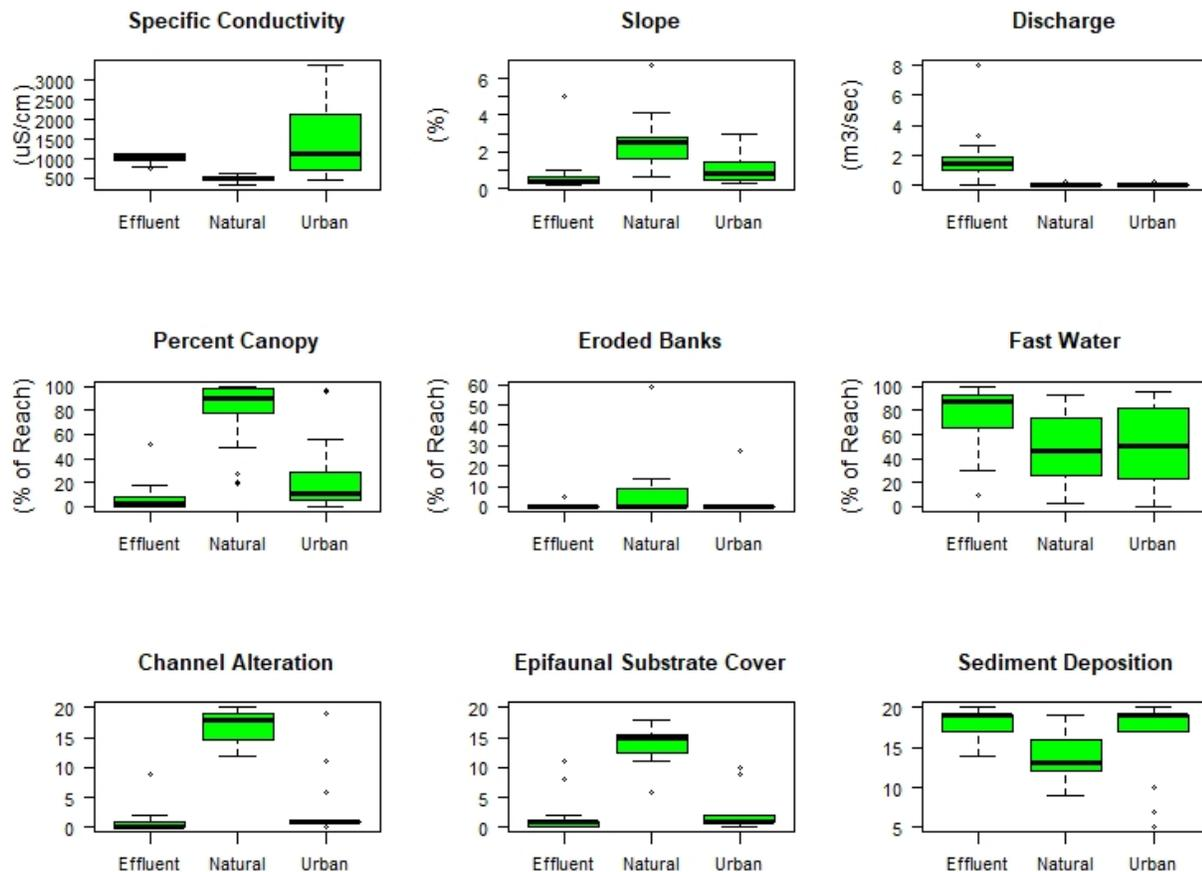 Specific Conductivity
(uS/cm)
3000
2500
2000
1500
1000
500
Effluent Natural Urban
Slope
(%)
6
4
2
0
Effluent Natural Urban
Discharge
(m3/sec)
8
6
4
2
0
Effluent Natural Urban
Percent Canopy
(% of Reach)
100
80
60
40
20
0
Effluent Natural Urban
Eroded Banks
(% of Reach)
60
50
40
30
20
10
0
Effluent Natural Urban
Fast Water
(% of Reach)
100
80
60
40
20
0
Effluent Natural Urban
Channel Alteration
20
15
10
5
0
Effluent Natural Urban
Epifaunal Substrate Cover
20
15
10
5
0
Effluent Natural Urban
Sediment Deposition
20
15
10
5
Effluent Natural Urban